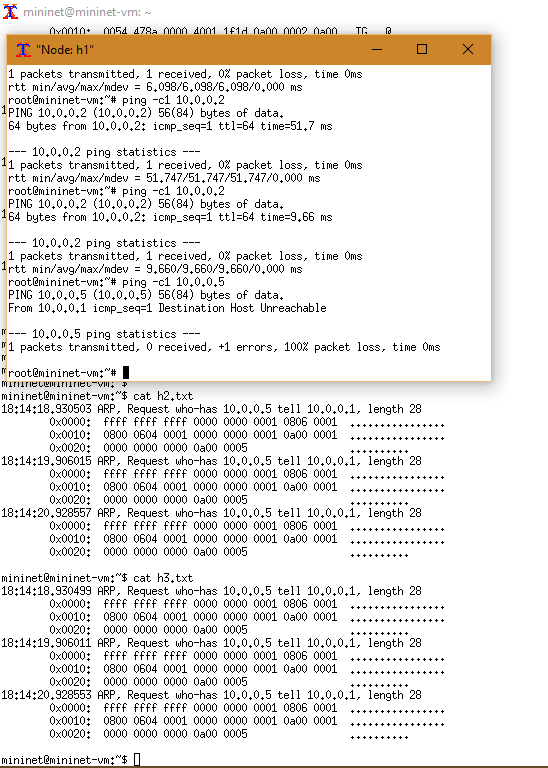 mininet@mininet-vm: ~
0x0010: 0054 478a 0000 4001 1f1d 0a00 0002 0a00 .TG...@.
"Node: h1"
1 packets transmitted, 1 received, 0% packet loss, time 0ms
rtt min/avg/max/mdev = 6.098/6.098/6.098/0.000 ms
root@mininet-vm:~# ping -c1 10.0.0.2
PING 10.0.0.2 (10.0.0.2) 56(84) bytes of data.
64 bytes from 10.0.0.2: icmp_seq=1 ttl=64 time=51.7 ms
--- 10.0.0.2 ping statistics ---
1 packets transmitted, 1 received, 0% packet loss, time 0ms
rtt min/avg/max/mdev = 51.747/51.747/51.747/0.000 ms
root@mininet-vm:~# ping -c1 10.0.0.2
PING 10.0.0.2 (10.0.0.2) 56(84) bytes of data.
64 bytes from 10.0.0.2: icmp_seq=1 ttl=64 time=9.66 ms
--- 10.0.0.2 ping statistics ---
1 packets transmitted, 1 received, 0% packet loss, time 0ms
rtt min/avg/max/mdev = 9.660/9.660/9.660/0.000 ms
root@mininet-vm:~# ping -c1 10.0.0.5
PING 10.0.0.5 (10.0.0.5) 56(84) bytes of data.
From 10.0.0.1 icmp_seq=1 Destination Host Unreachable
--- 10.0.0.5 ping statistics ---
1 packets transmitted, 0 received, +1 errors, 100% packet loss, time 0ms
root@mininet-vm:~#
mininet@mininet-vm:~$
mininet@mininet-vm:~$ cat h2.txt
18:14:18.930503 ARP, Request who-has 10.0.0.5 tell 10.0.0.1, length 28
0x0000: ffff ffff ffff 0000 0000 0001 0806 0001 ................
0x0010: 0800 0604 0001 0000 0000 0001 0a00 0001 ................
0x0020: 0000 0000 0000 0a00 0005 ..........
18:14:19.906015 ARP, Request who-has 10.0.0.5 tell 10.0.0.1, length 28
0x0000: ffff ffff ffff 0000 0000 0001 0806 0001 ................
0x0010: 0800 0604 0001 0000 0000 0001 0a00 0001 ................
0x0020: 0000 0000 0000 0a00 0005 ..........
18:14:20.928557 ARP, Request who-has 10.0.0.5 tell 10.0.0.1, length 28
0x0000: ffff ffff ffff 0000 0000 0001 0806 0001 ................
0x0010: 0800 0604 0001 0000 0000 0001 0a00 0001 ................
0x0020: 0000 0000 0000 0a00 0005 ..........
mininet@mininet-vm:~$ cat h3.txt
18:14:18.930499 ARP, Request who-has 10.0.0.5 tell 10.0.0.1, length 28
0x0000: ffff ffff ffff 0000 0000 0001 0806 0001 ................
0x0010: 0800 0604 0001 0000 0000 0001 0a00 0001 ................
0x0020: 0000 0000 0000 0a00 0005 ..........
18:14:19.906011 ARP, Request who-has 10.0.0.5 tell 10.0.0.1, length 28
0x0000: ffff ffff ffff 0000 0000 0001 0806 0001 ................
0x0010: 0800 0604 0001 0000 0000 0001 0a00 0001 ................
0x0020: 0000 0000 0000 0a00 0005 ..........
18:14:20.928553 ARP, Request who-has 10.0.0.5 tell 10.0.0.1, length 28
0x0000: ffff ffff ffff 0000 0000 0001 0806 0001 ................
0x0010: 0800 0604 0001 0000 0000 0001 0a00 0001 ................
0x0020: 0000 0000 0000 0a00 0005 ..........
mininet@mininet-vm:~$